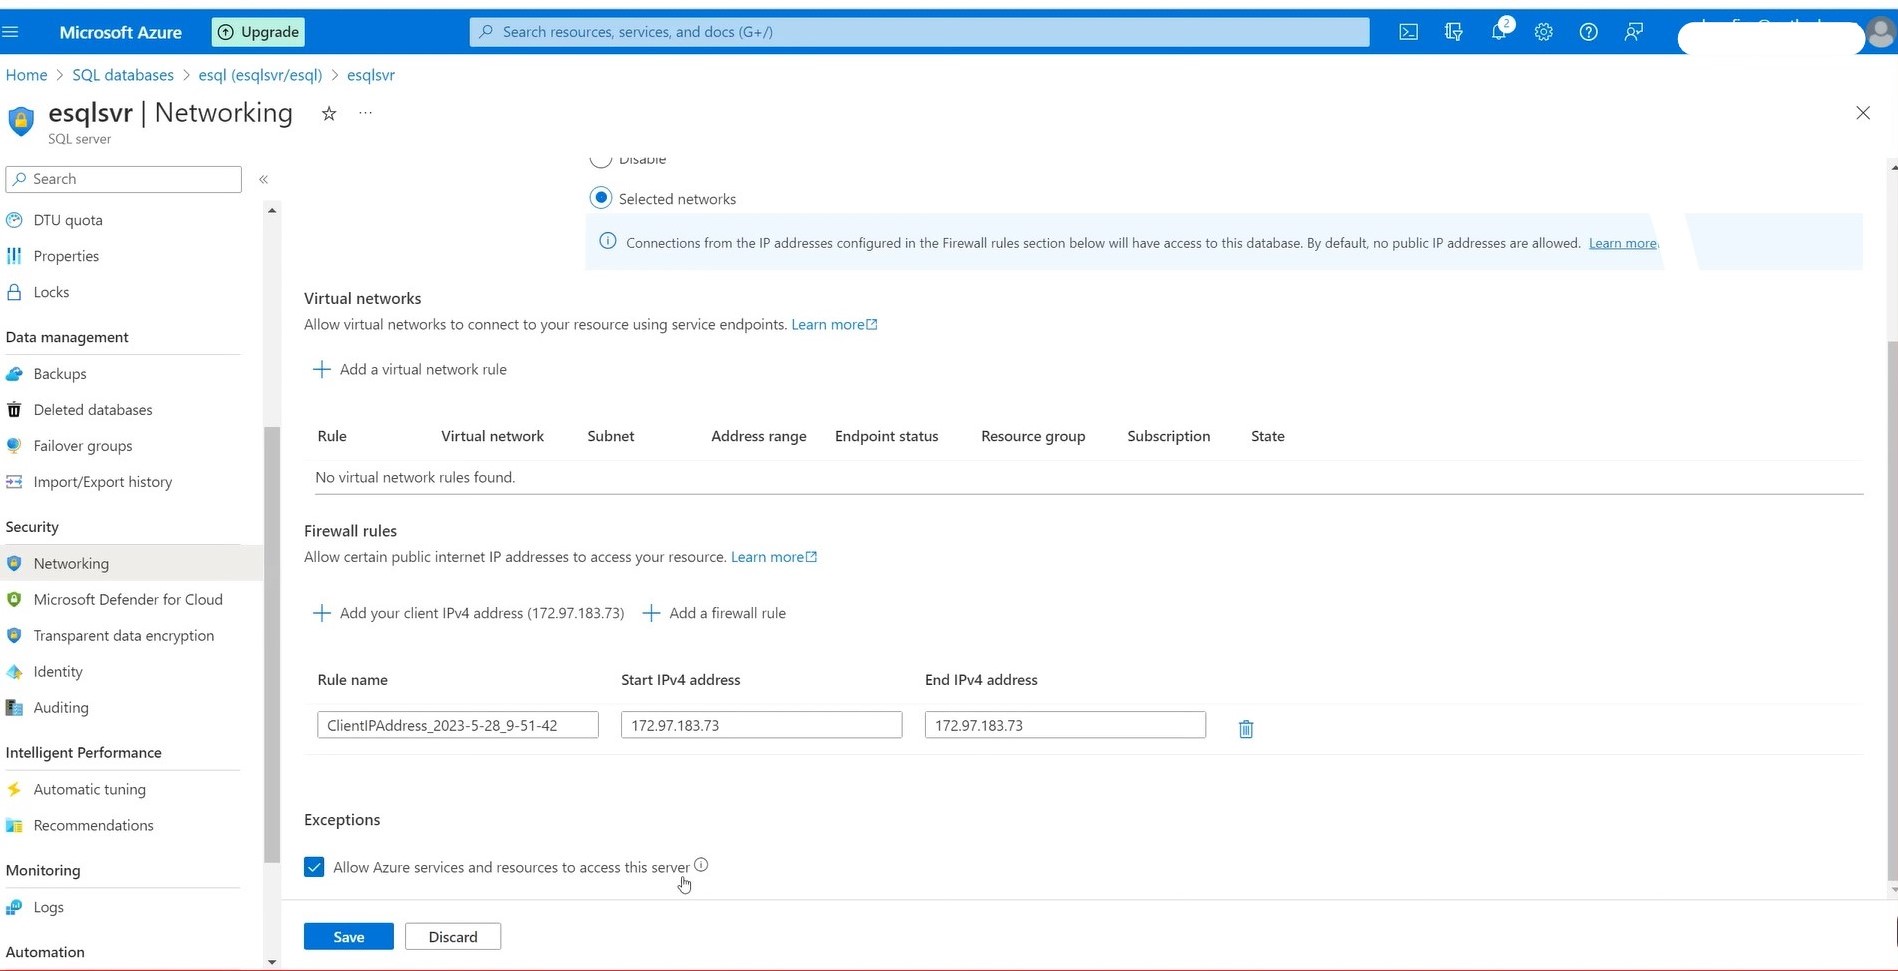 Microsoft Azure
Upgrade
Search resources, services, and docs (G+/)
2
Home > SQL databases > esql (esqlsvr/esql) > esqlsvr
esqlsvr | Networking
SQL server
Search
DTU quota
Properties
Locks
Data management
Backups
Deleted databases
Failover groups
Import/Export history
Security
Networking
Microsoft Defender for Cloud
Transparent data encryption
Identity
Auditing
Intelligent Performance
Automatic tuning
Recommendations
Monitoring
Logs
Automation
Disable
Selected networks
Connections from the IP addresses configured in the Firewall rules section below will have access to this database. By default, no public IP addresses are allowed. Learn more
Virtual networks
Allow virtual networks to connect to your resource using service endpoints. Learn more
Add a virtual network rule
Rule Virtual network Subnet Address range Endpoint status Resource group Subscription State
No virtual network rules found.
Firewall rules
Allow certain public internet IP addresses to access your resource. Learn more
Add your client IPv4 address (172.97.183.73) Add a firewall rule
Rule name Start IPv4 address End IPv4 address
ClientIPAddress_2023-5-28_9-51-42 172.97.183.73 172.97.183.73
Exceptions
Allow Azure services and resources to access this server
Save Discard